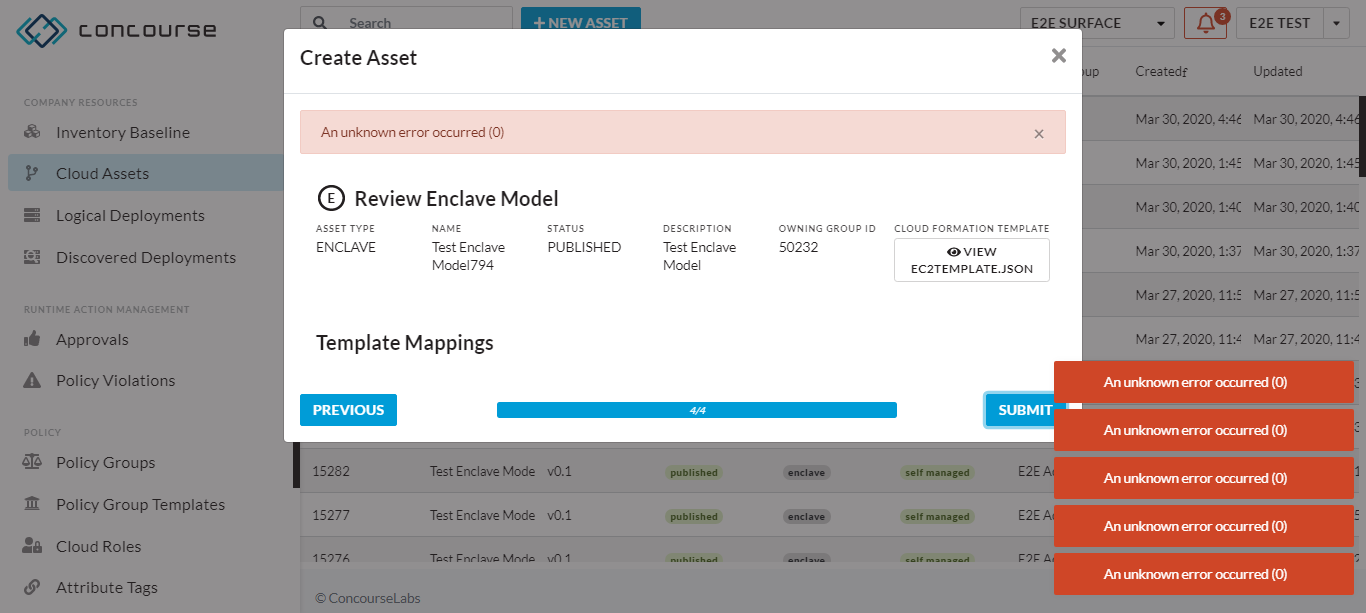 concourse
Search
+ NEW ASSET
E2E SURFACE
3
E2E TEST
COMPANY RESOURCES
Inventory Baseline
Cloud Assets
Logical Deployments
Discovered Deployments
RUNTIME ACTION MANAGEMENT
Approvals
Policy Violations
POLICY
Policy Groups
Policy Group Templates
Cloud Roles
Attribute Tags
Created
Updated
Mar 30, 2020, 4:46 Mar 30, 2020, 4:46
Mar 30, 2020, 1:45 Mar 30, 2020, 1:45
Mar 30, 2020, 1:40 Mar 30, 2020, 1:40
Mar 30, 2020, 1:37 Mar 30, 2020, 1:37
Mar 27, 2020, 11:5 Mar 27, 2020, 11:5
Mar 27, 2020, 11:4 Mar 27, 2020, 11:4
Create Asset
×
An unknown error occurred (0) ×
E Review Enclave Model
ASSET TYPE NAME STATUS DESCRIPTION OWNING GROUP ID CLOUD FORMATION TEMPLATE
ENCLAVE
Test Enclave
Model794
PUBLISHED
Test Enclave
Model
50232
VIEW
EC2TEMPLATE.JSON
Template Mappings
PREVIOUS
4/4
SUBMIT
15282 Test Enclave Mode v0.1 published enclave self managed E2E Ac
15277 Test Enclave Mode v0.1 published enclave self managed E2E Ac
15276 Test Enclave Mode v0.1 published enclave self managed
An unknown error occurred (0)
An unknown error occurred (0)
An unknown error occurred (0)
An unknown error occurred (0)
An unknown error occurred (0)
© ConcourseLabs